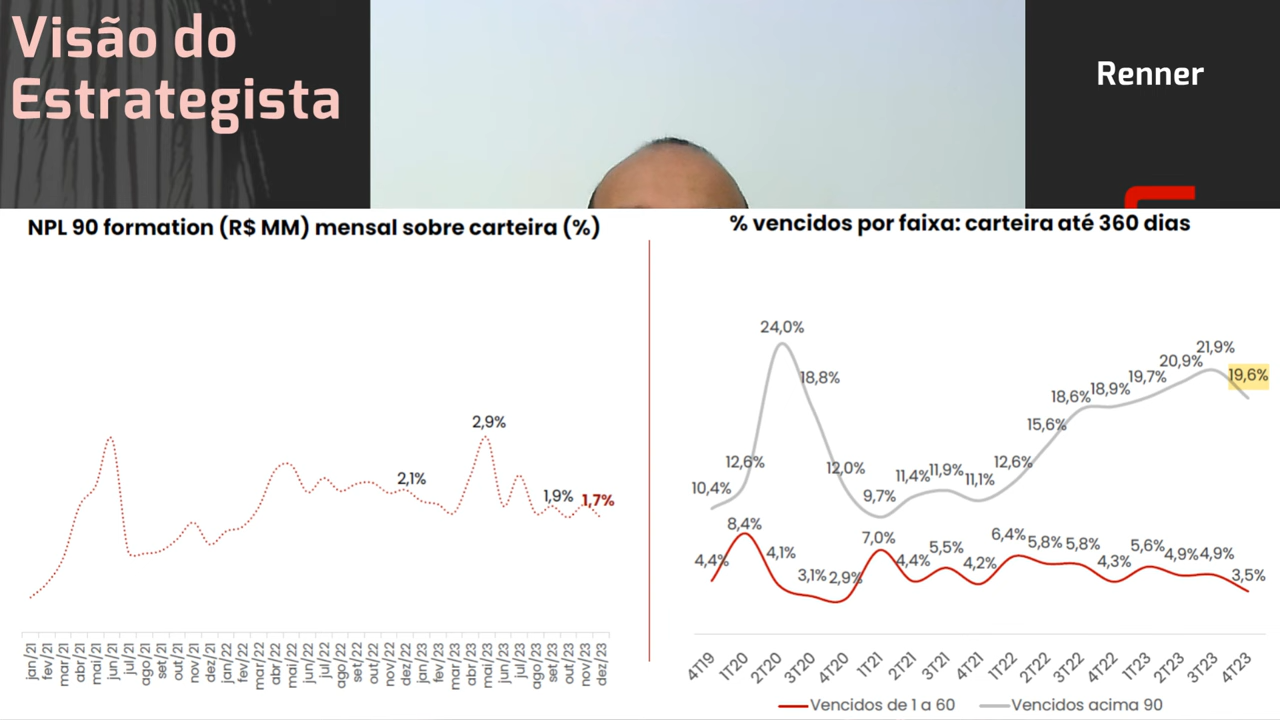 Visão do
Estrategista
Renner
NPL 90 formation (R$ MM) mensal sobre carteira (%)
2,9%
2,1%
1,9%
1,7%
jan/21
fev/21
mar/21
abr/21
mai/21
jun/21
jul/21
ago/21
set/21
out/21
nov/21
dez/21
jan/22
fev/22
mar/22
abr/22
mai/22
jun/22
jul/22
ago/22
set/22
out/22
nov/22
dez/22
jan/23
fev/23
mar/23
abr/23
mai/23
jun/23
jul/23
ago/23
set/23
out/23
nov/23
dez/23
% vencidos por faixa: carteira até 360 dias
10,4%
12,6%
24,0%
18,8%
12,0%
9,7%
11,4%
11,9%
11,1%
12,6%
15,6%
18,6%
18,9%
19,7%
20,9%
21,9%
19,6%
4,4%
8,4%
4,1%
3,1%
2,9%
7,0%
4,4%
5,5%
4,2%
6,4%
5,8%
5,8%
4,3%
5,6%
4,9%
4,9%
3,5%
4T19
1T20
2T20
3T20
4T20
1T21
2T21
3T21
4T21
1T22
2T22
3T22
4T22
1T23
2T23
3T23
4T23
Vencidos de 1 a 60
Vencidos acima 90